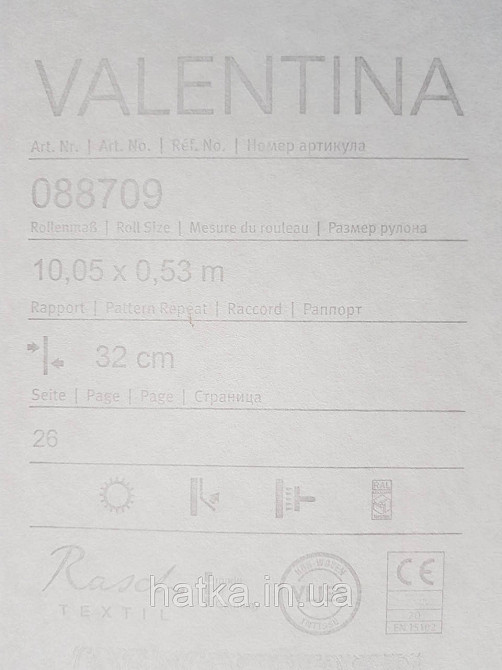 VALENTINA
Art. Nr. | Art. No. | Réf. No. | Номер артикула
088709
Rollenmaß | Roll Size | Mesure du rouleau | Размер рулона
10,05 x 0,53 m
Rapport | Pattern Repeat | Raccord | Раппорт
32 cm
Seite | Page | Page | Страница
26
RAL
Rasch
TEXTIL
CE
hatka.in.ua